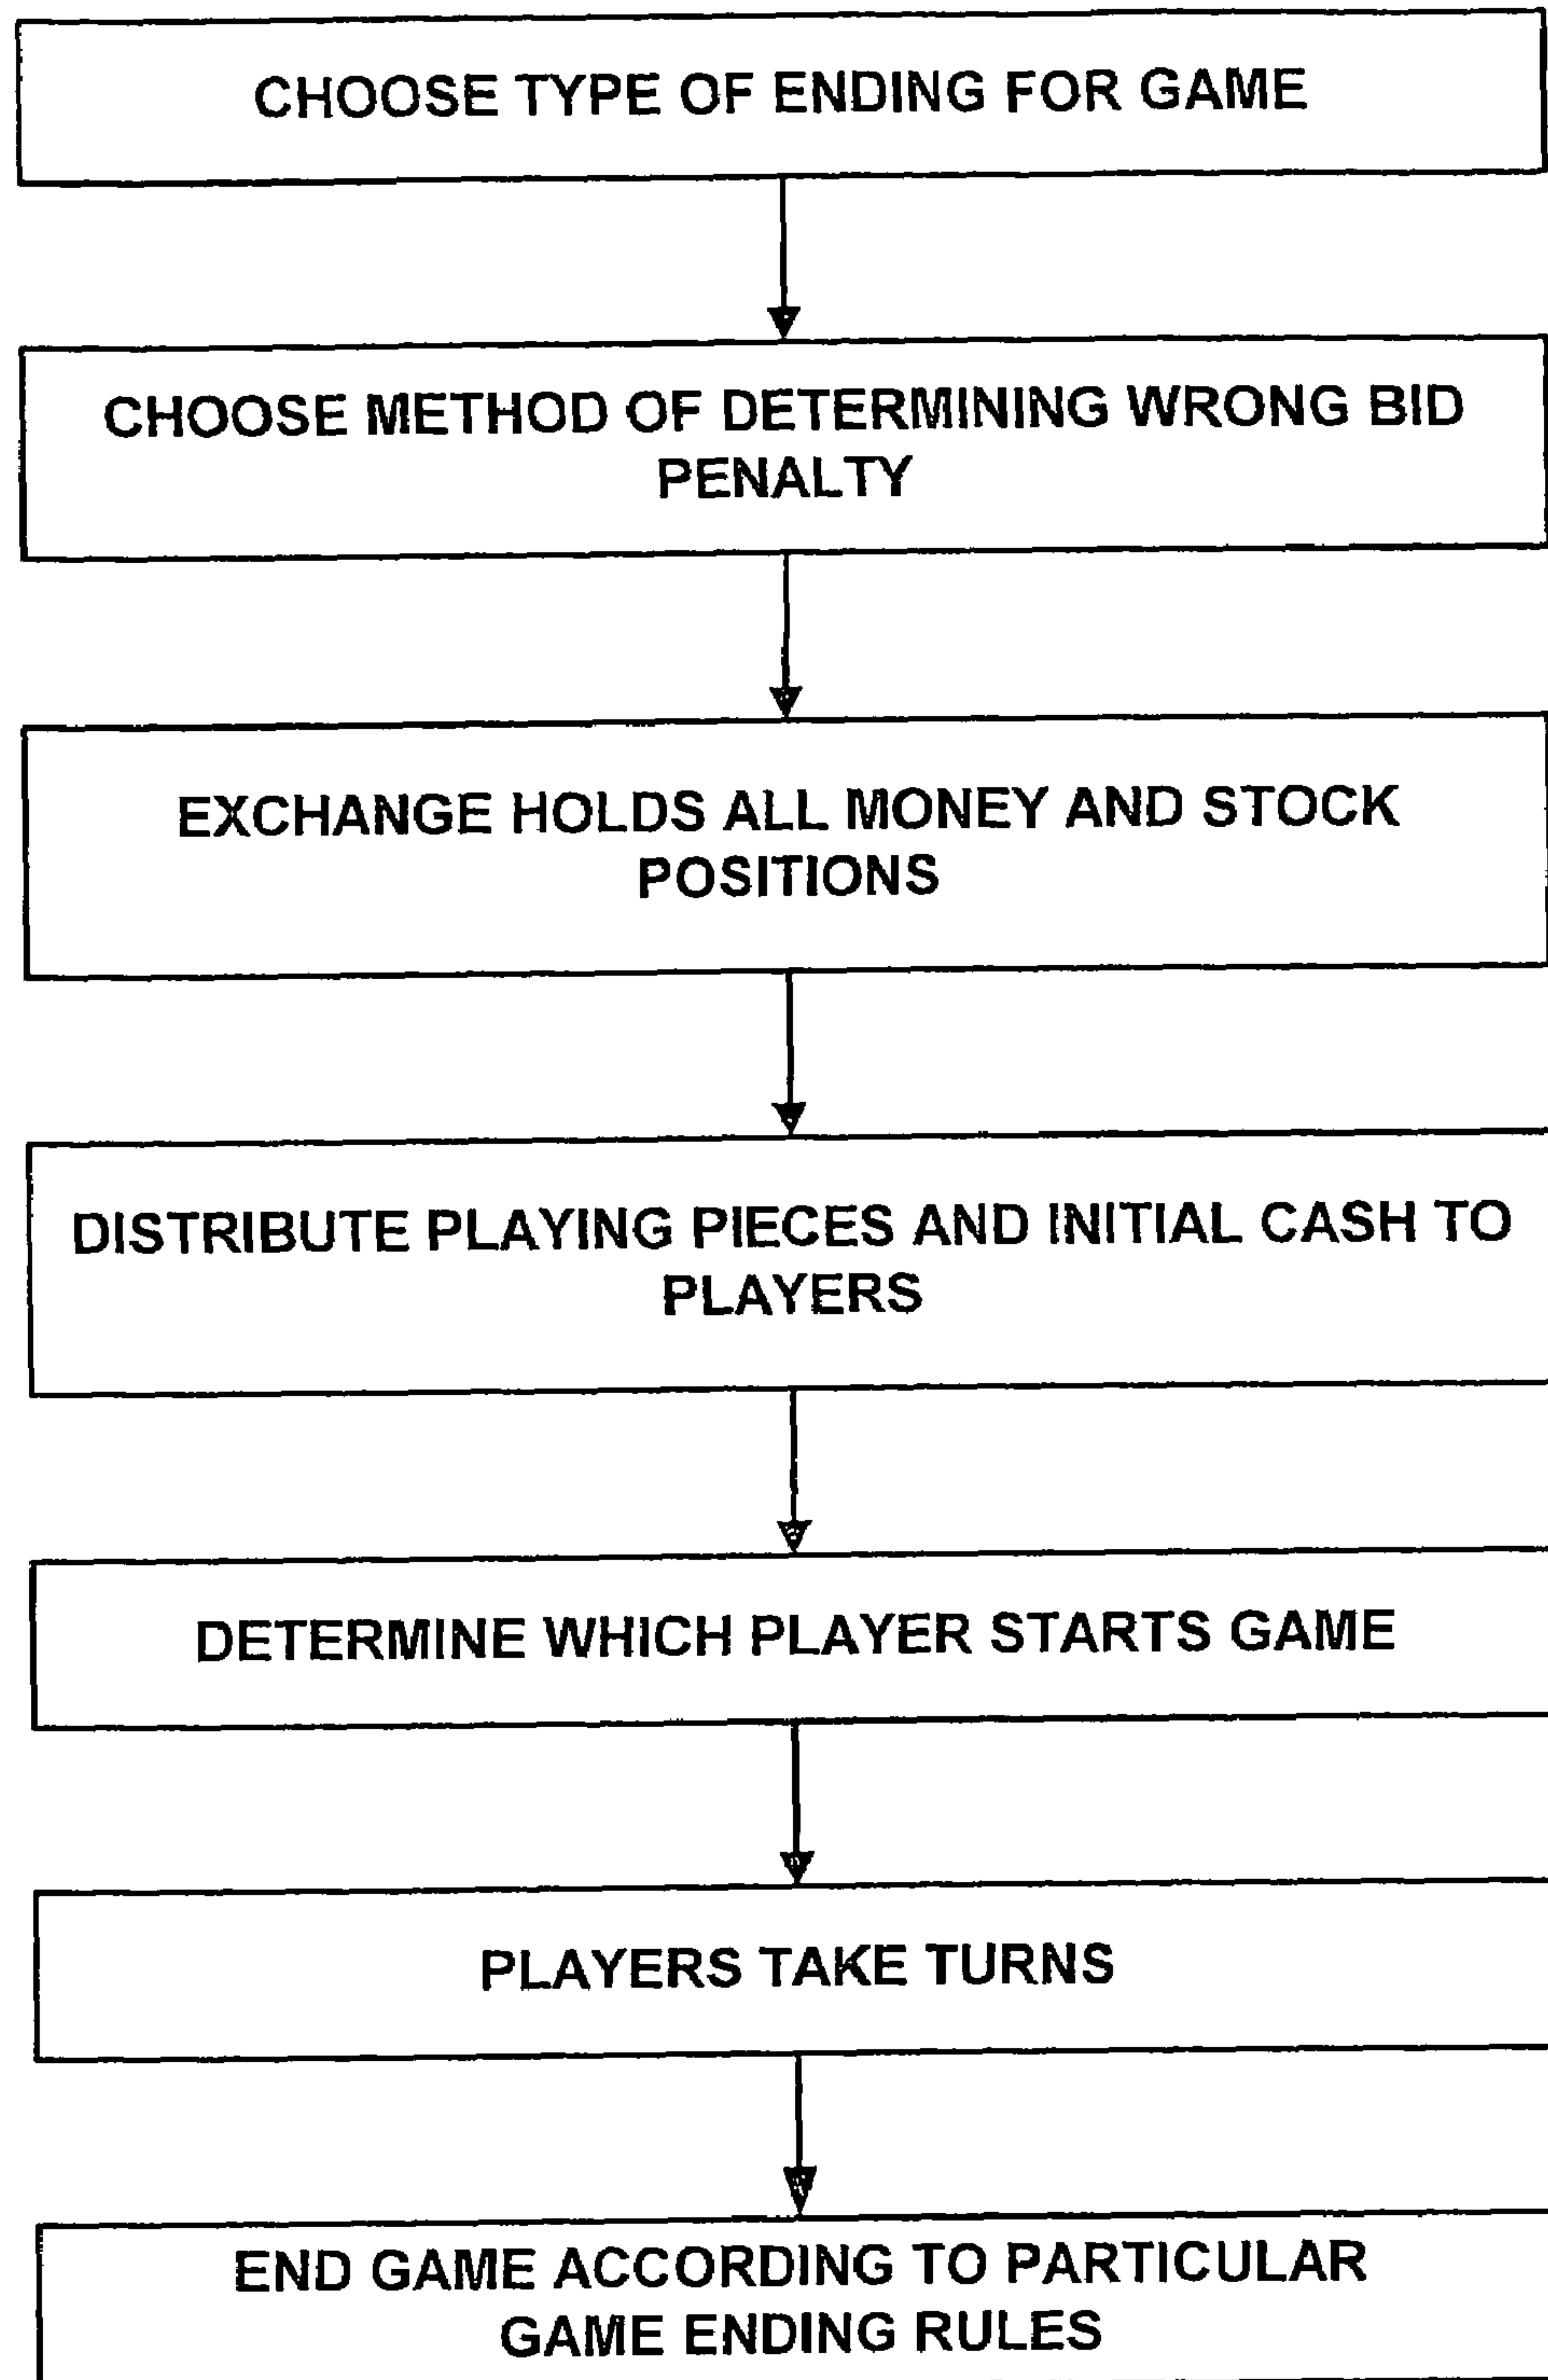 CHOOSE TYPE OF ENDING FOR GAME
CHOOSE METHOD OF DETERMINING WRONG BID
PENALTY
EXCHANGE HOLDS ALL MONEY AND STOCK
POSITIONS
DISTRIBUTE PLAYING PIECES AND INITIAL CASH TO
PLAYERS
DETERMINE WHICH PLAYER STARTS GAME
PLAYERS TAKE TURNS
END GAME ACCORDING TO PARTICULAR
GAME ENDING RULES